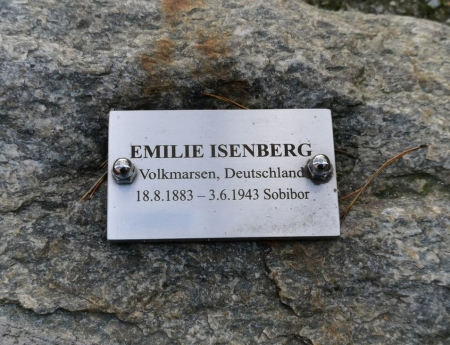 EMILIE ISENBERG
Volkmarsen, Deutschland
18.8.1883 – 3.6.1943 Sobibor